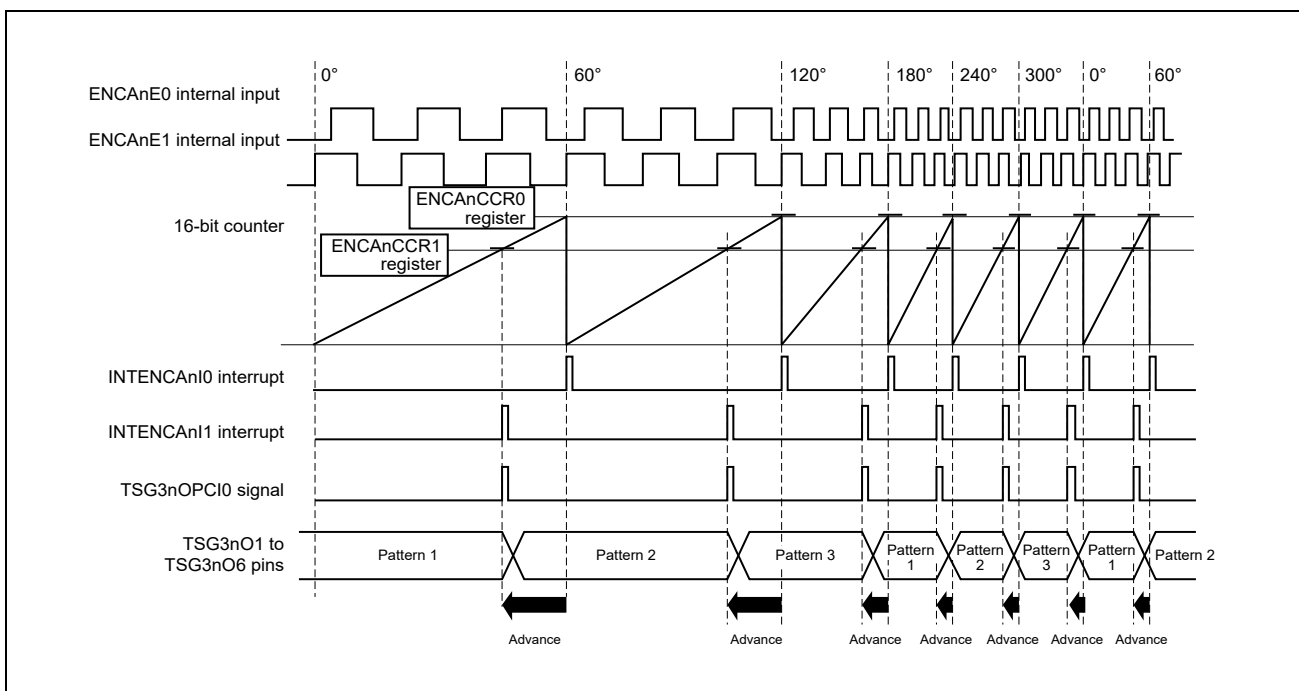 0° 60° 120° 180° 240° 300° 0° 60°
ENCAnE0 internal input
ENCAnE1 internal input
ENCAnCCR0
register
16-bit counter
ENCAnCCR1
register
INTENCAnI0 interrupt
INTENCAnI1 interrupt
TSG3nOPCI0 signal
TSG3nO1 to
TSG3nO6 pins
Pattern 1
Pattern 2
Pattern 3
Pattern
1
Pattern
2
Pattern
3
Pattern
1
Pattern 2
Advance Advance Advance Advance Advance Advance Advance